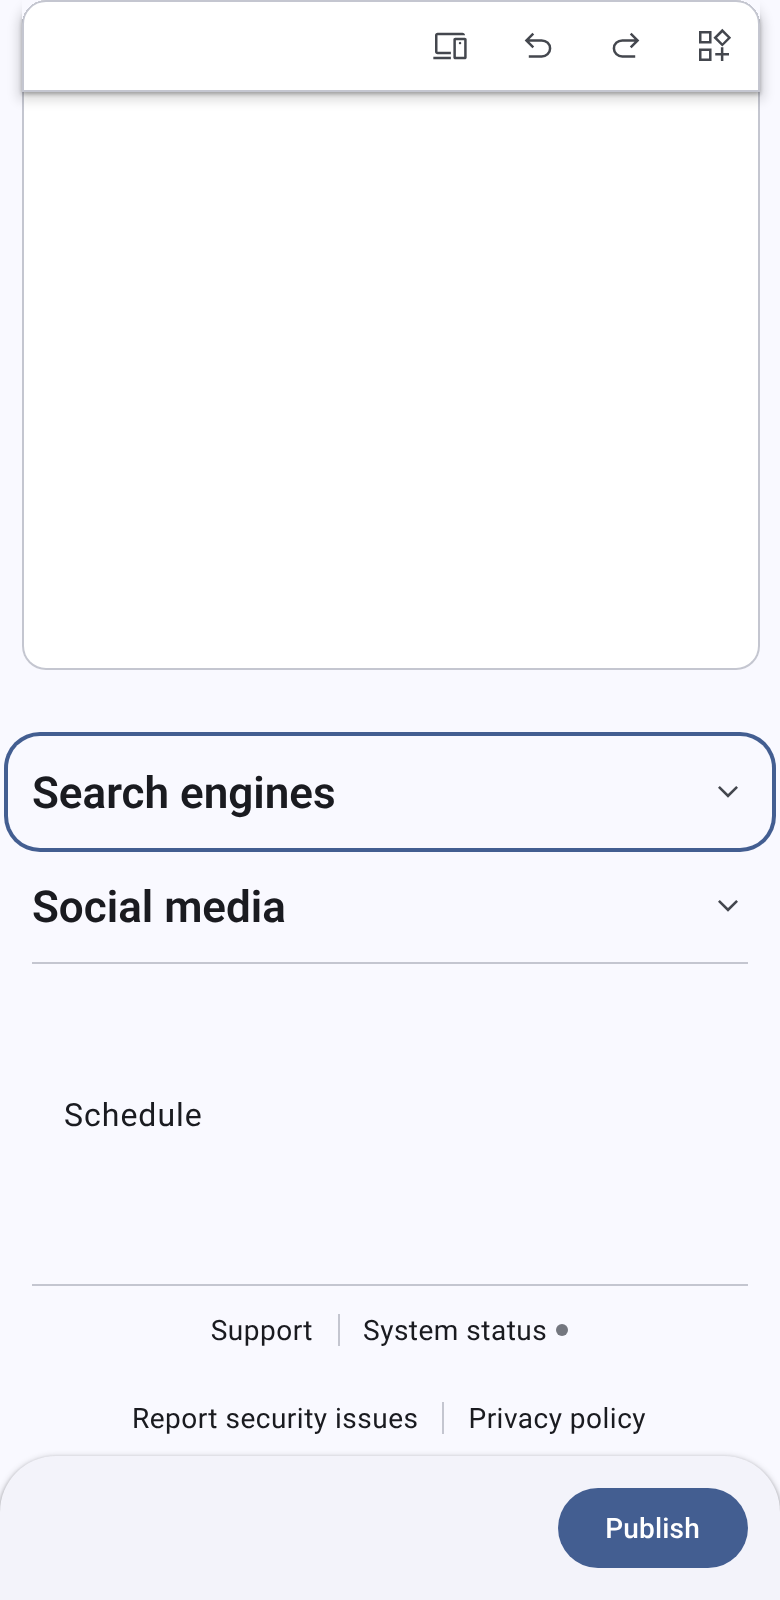 Search engines
Social media
Schedule
Support
System status
Report security issues
Privacy policy
Publish